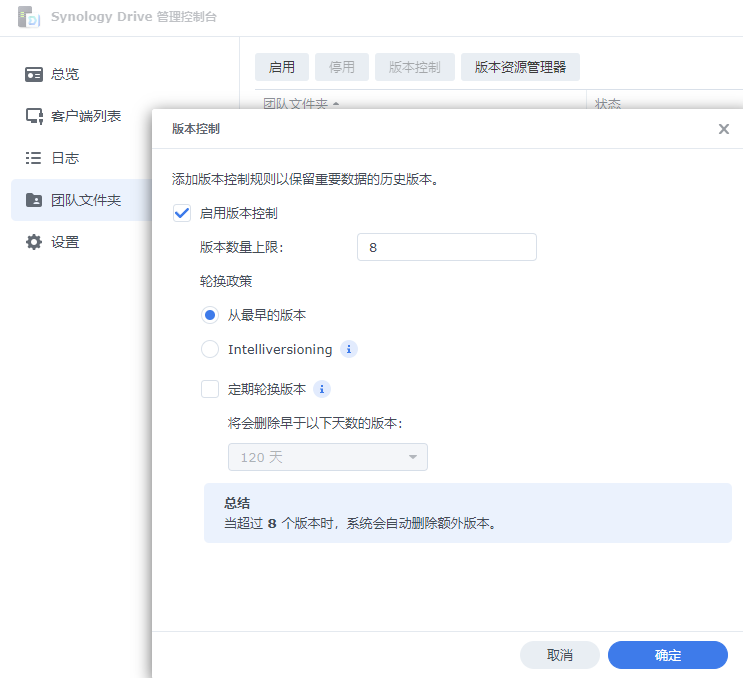 Synology Drive 管理控制台
总览
客户端列表
日志
团队文件夹
设置
启用 停用 版本控制 版本资源管理器
团队文件夹 状态
版本控制
添加版本控制规则以保留重要数据的历史版本。
启用版本控制
版本数量上限: 8
轮换政策
从最早的版本
Intelliversioning
定期轮换版本
将会删除早于以下天数的版本:
120 天
总结
当超过 8 个版本时，系统会自动删除额外版本。
取消 确定